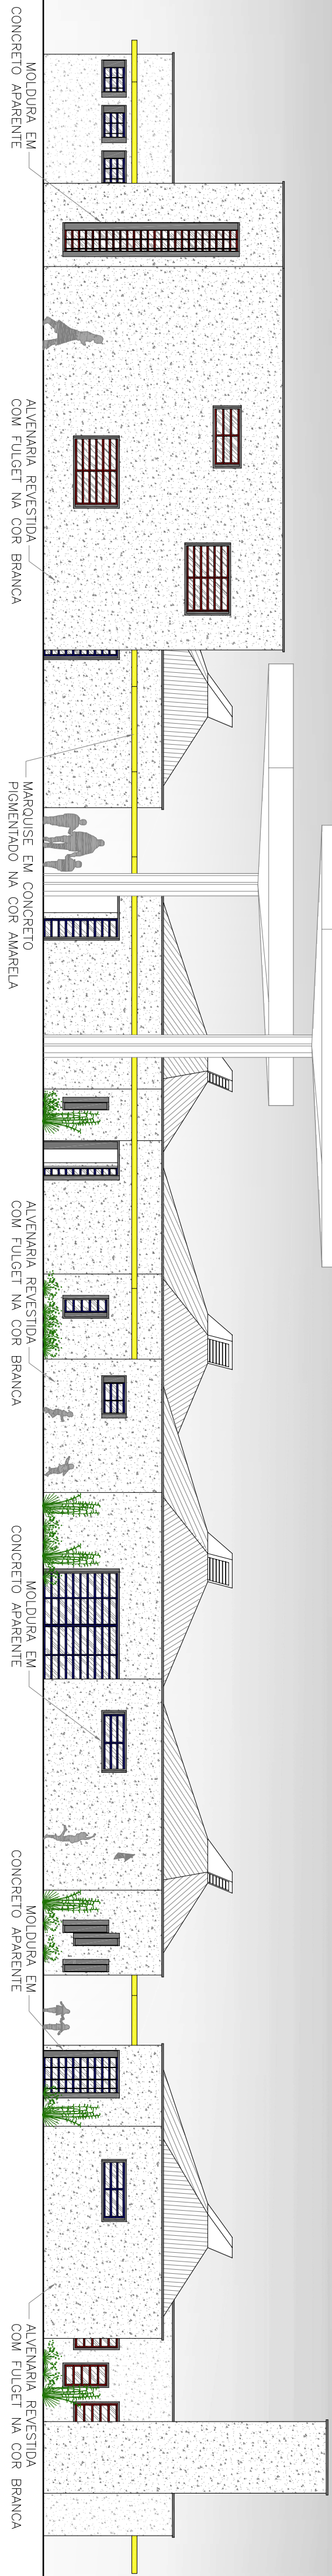 MOLDURA EM
CONCRETO APARENTE
ALVENARIA REVESTIDA
COM FULGET NA COR BRANCA
MARQUISE EM CONCRETO
PIGMENTADO NA COR AMARELA
ALVENARIA REVESTIDA
COM FULGET NA COR BRANCA
MOLDURA EM
CONCRETO APARENTE
MOLDURA EM
CONCRETO APARENTE
ALVENARIA REVESTIDA
COM FULGET NA COR BRANCA